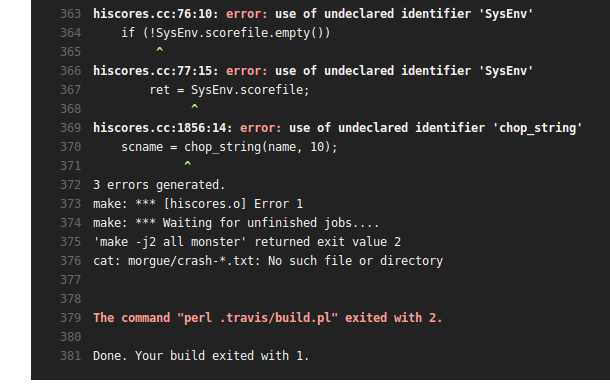 363 hiscores.cc:76:10: error: use of undeclared identifier 'SysEnv'
364     if (!SysEnv.scorefile.empty())
365          ^
366 hiscores.cc:77:15: error: use of undeclared identifier 'SysEnv'
367         ret = SysEnv.scorefile;
368               ^
369 hiscores.cc:1856:14: error: use of undeclared identifier 'chop_string'
370     scname = chop_string(name, 10);
371              ^
372 3 errors generated.
373 make: *** [hiscores.o] Error 1
374 make: *** Waiting for unfinished jobs....
375 'make -j2 all monster' returned exit value 2
376 cat: morgue/crash-*.txt: No such file or directory
377
378
379 The command "perl .travis/build.pl" exited with 2.
380
381 Done. Your build exited with 1.